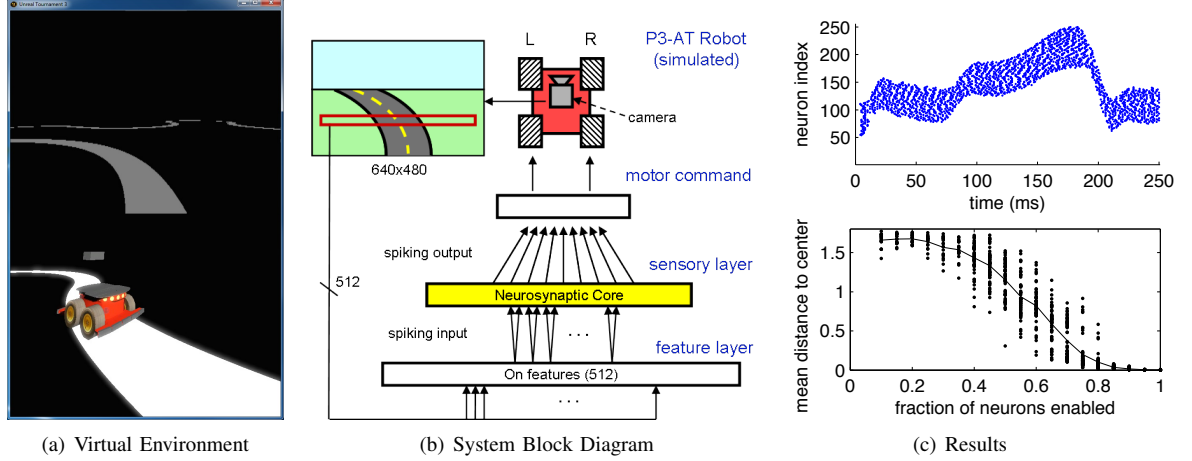 Unreal Tournament 3
L R
P3-AT Robot
(simulated)
camera
640x480
motor command
spiking output
sensory layer
512
Neurosynaptic Core
spiking input
. . .
feature layer
On features (512)
. . .
neuron index
250
200
150
100
50
0 50 100 150 200 250
time (ms)
mean distance to center
1.5
1
0.5
0
0 0.2 0.4 0.6 0.8 1
fraction of neurons enabled
(a) Virtual Environment
(b) System Block Diagram
(c) Results